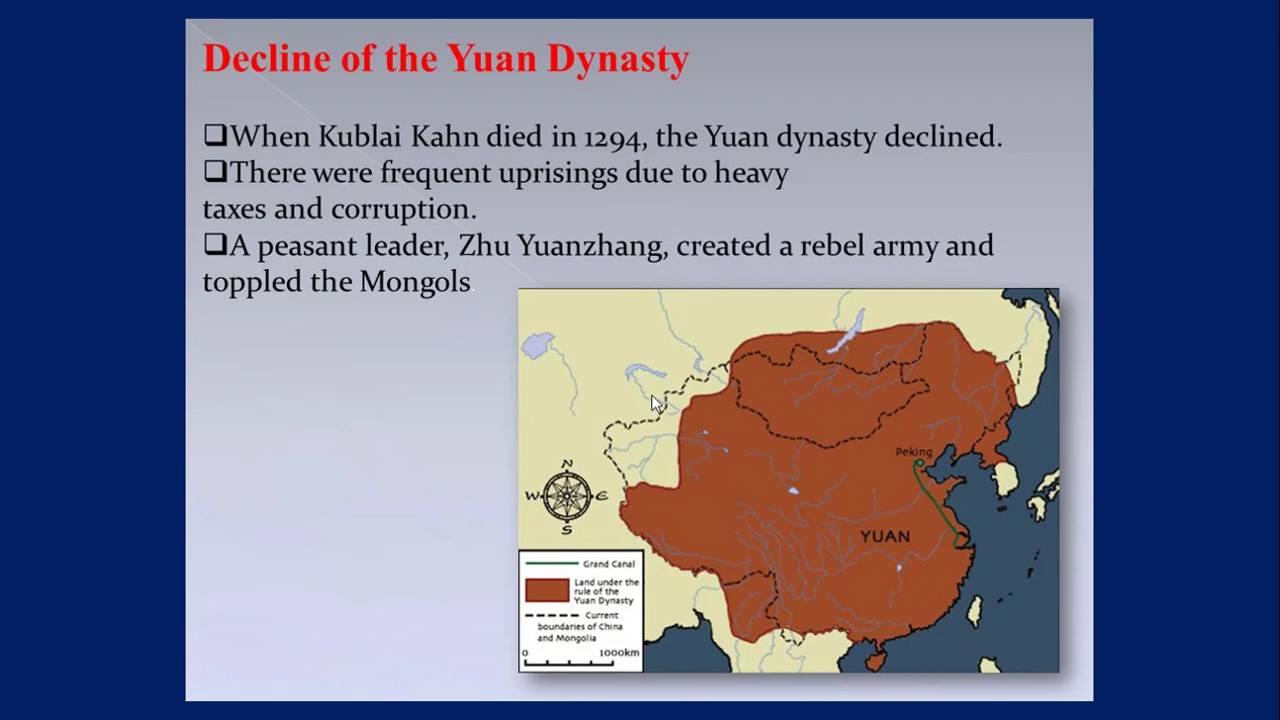 Decline of the Yuan Dynasty
❑When Kublai Kahn died in 1294, the Yuan dynasty declined.
❑There were frequent uprisings due to heavy
taxes and corruption.
❑A peasant leader, Zhu Yuanzhang, created a rebel army and
toppled the Mongols.
Peking
YUAN
N
W E
S
Grand Canal
Land under the
rule of the
Yuan Dynasty
Current
boundaries of China
and Mongolia
0 1000km